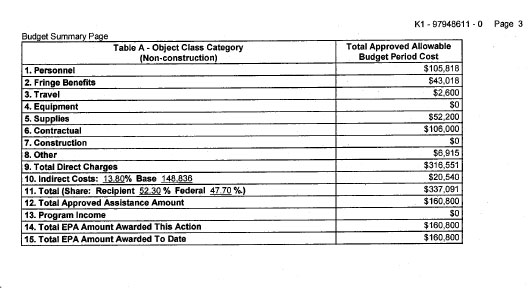 K1 - 97948611 - 0 Page 3
Budget Summary Page
Table A - Object Class Category
(Non-construction)
Total Approved Allowable
Budget Period Cost
1. Personnel $105,818
2. Fringe Benefits $43,018
3. Travel $2,600
4. Equipment $0
5. Supplies $52,200
6. Contractual $106,000
7. Construction $0
8. Other $6,915
9. Total Direct Charges $316,551
10. Indirect Costs: 13.80% Base 148,836 $20,540
11. Total (Share: Recipient 52.30 % Federal 47.70 %.) $337,091
12. Total Approved Assistance Amount $160,800
13. Program Income $0
14. Total EPA Amount Awarded This Action $160,800
15. Total EPA Amount Awarded To Date $160,800